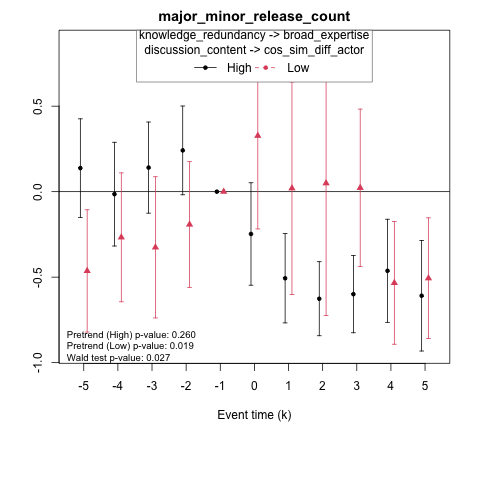 major_minor_release_count
knowledge_redundancy -> broad_expertise
discussion_content -> cos_sim_diff_actor
High Low
0.5
0.0
-0.5
-1.0
Pretrend (High) p-value: 0.260
Pretrend (Low) p-value: 0.019
Wald test p-value: 0.027
-5 -4 -3 -2 -1 0 1 2 3 4 5
Event time (k)